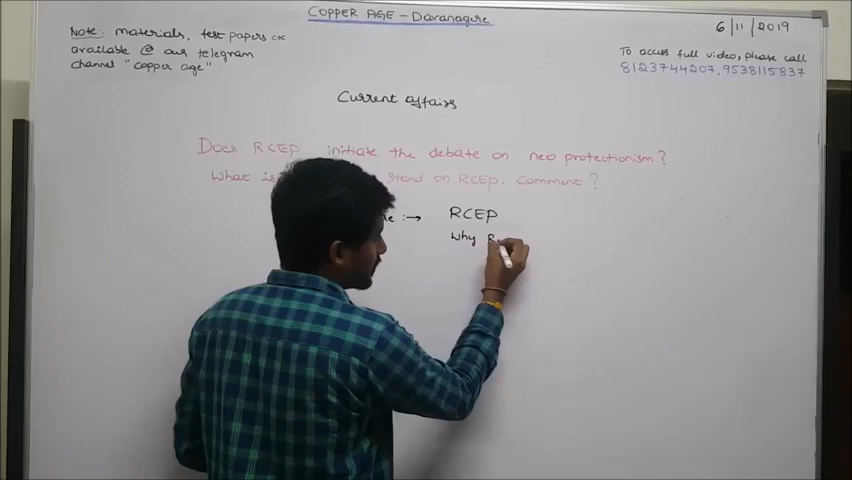 COPPER AGE - Davanagere
6/11/2019
Note: materials, test papers etc
available @ our telegram
channel "copper age"
To access full video, please call
8123744207, 9538115837
Current affairs
Does RCEP initiate the debate on neo protectionism?
What is stand on RCEP. Comment?
:→ RCEP
Why R